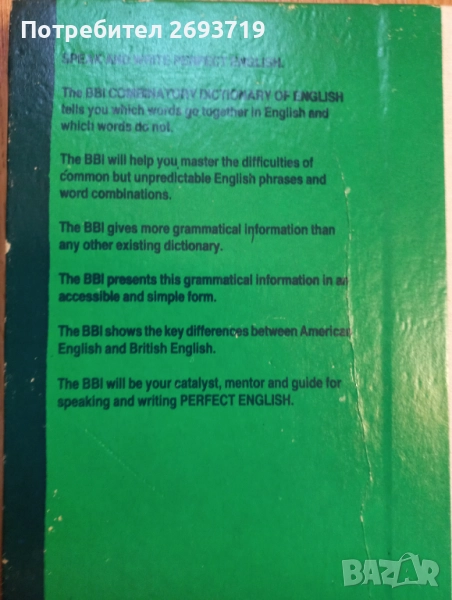 Потребител 2693719
SPEAK AND WRITE PERFECT ENGLISH.
The BBI COMBINATORY DICTIONARY OF ENGLISH
tells you which words go together in English and
which words do not.
The BBI will help you master the difficulties of
common but unpredictable English phrases and
word combinations.
The BBI gives more grammatical information than
any other existing dictionary.
The BBI presents this grammatical information in an
accessible and simple form.
The BBI shows the key differences between American
English and British English.
The BBI will be your catalyst, mentor and guide for
speaking and writing PERFECT ENGLISH.
BAZAR